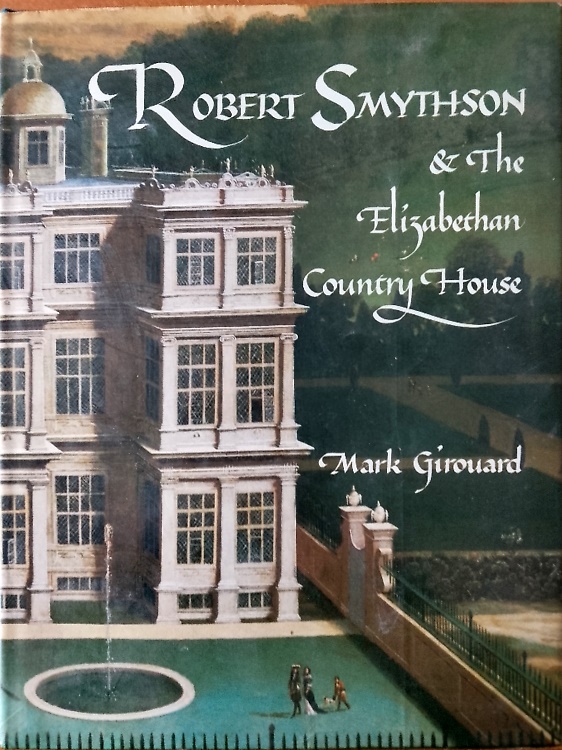 Robert Smythson
& The
Elizabethan
Country House
Mark Girouard